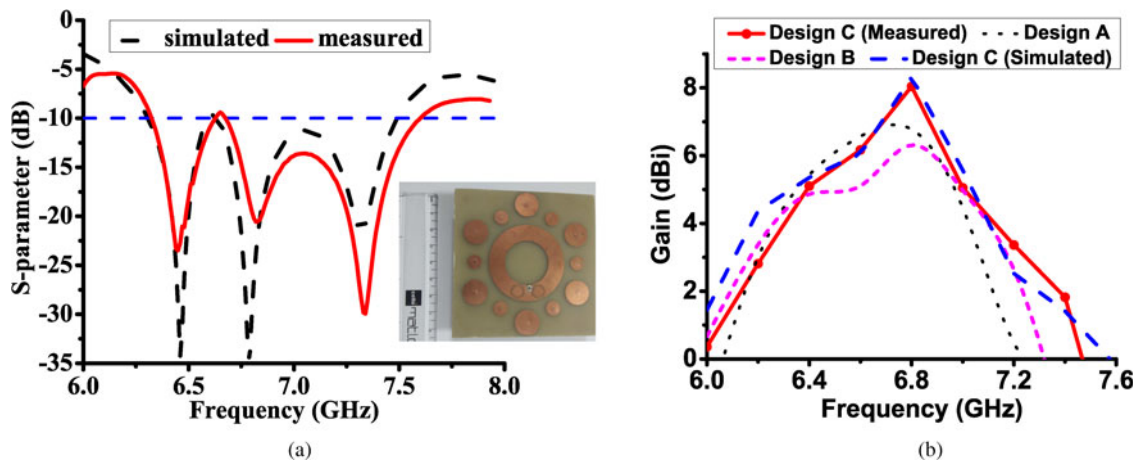 simulated measured
0
-5
-10
-15
-20
-25
-30
-35
S-parameter (dB)
6.0 6.5 7.0 7.5 8.0
Frequency (GHz)
(a)
Design C (Measured) Design A
Design B Design C (Simulated)
8
6
4
2
0
Gain (dBi)
6.0 6.4 6.8 7.2 7.6
Frequency (GHz)
(b)